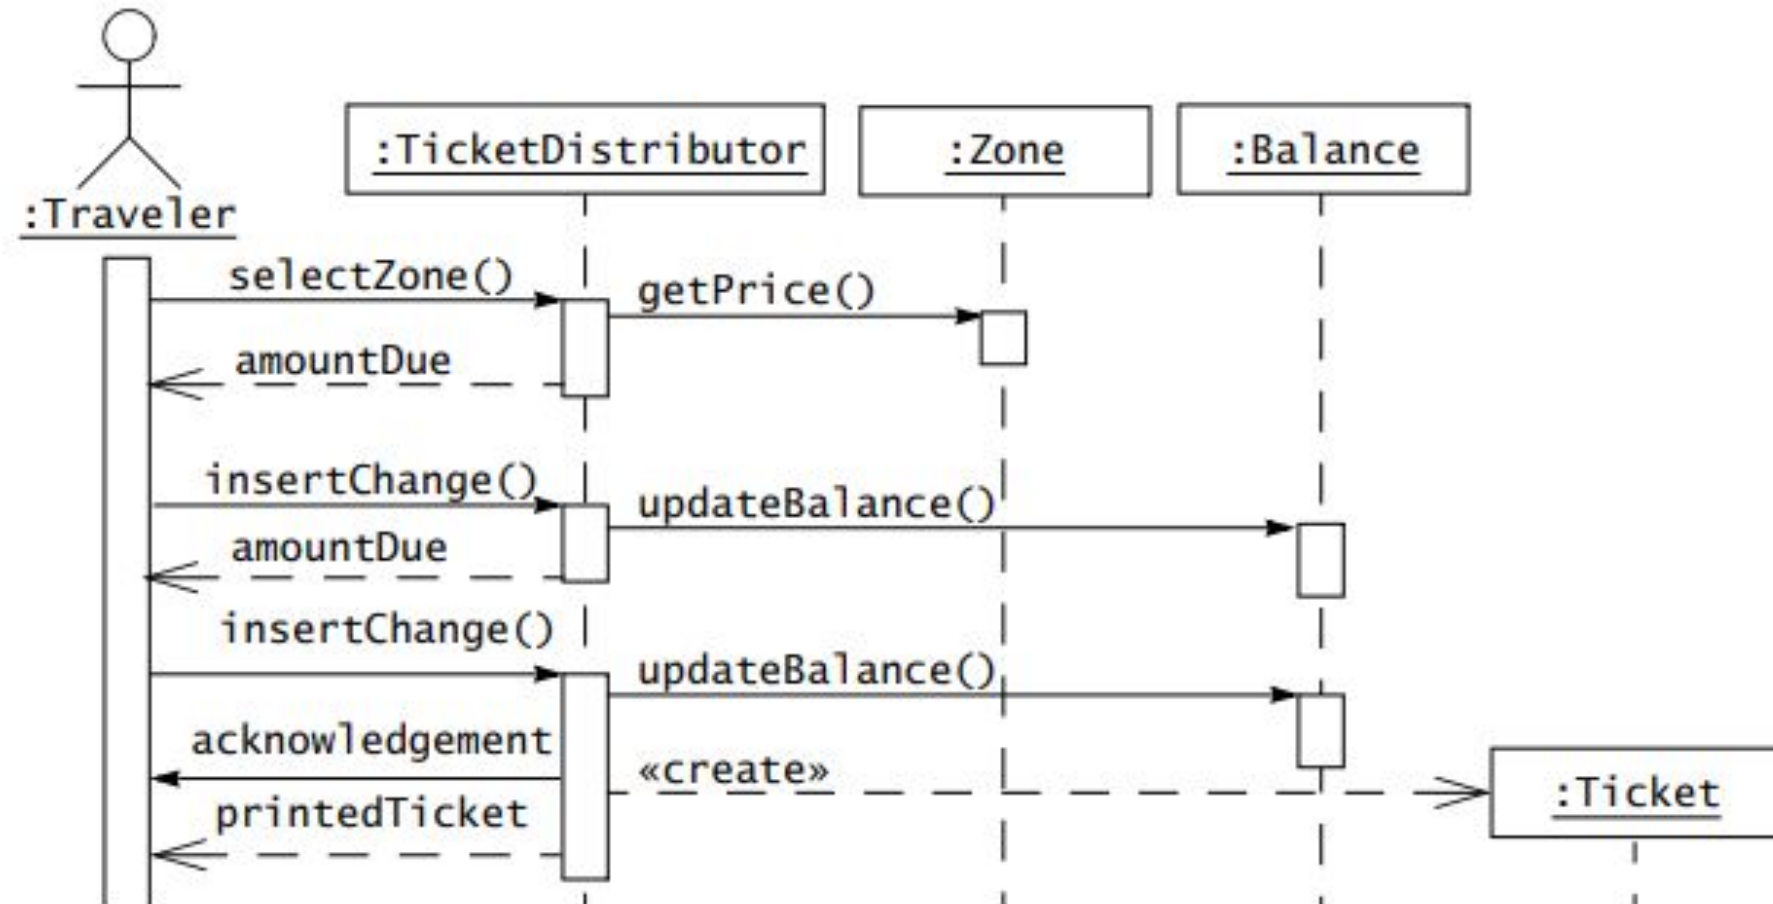 :TicketDistributor
:Zone
:Balance
:Traveler
selectZone()
getPrice()
amountDue
insertChange()
updateBalance()
amountDue
insertChange()
updateBalance()
acknowledgement
«create»
:Ticket
printedTicket